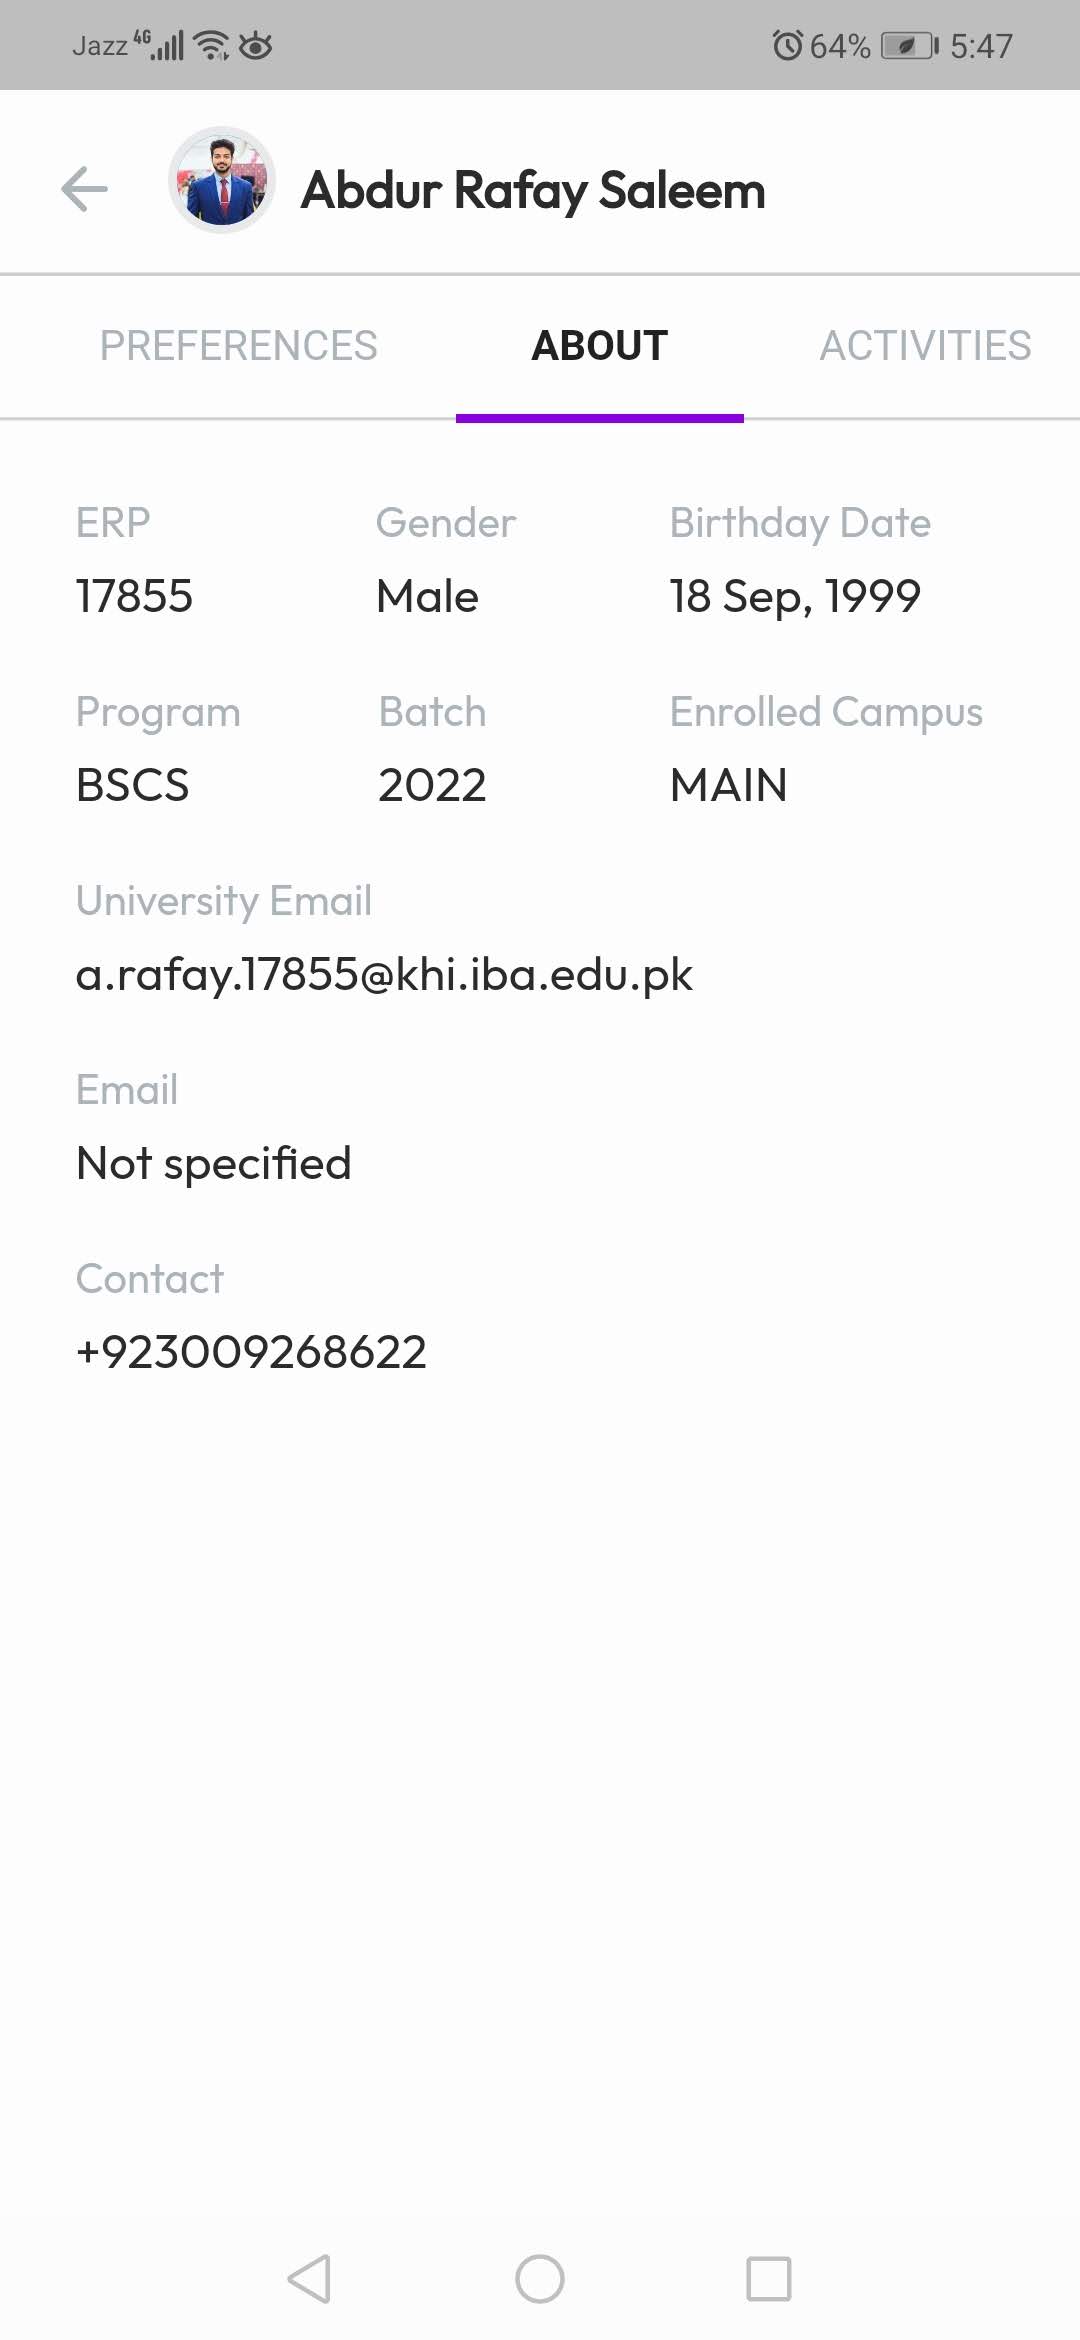 Jazz 4G 64% 5:47
Abdur Rafay Saleem
PREFERENCES ABOUT ACTIVITIES
ERP Gender Birthday Date
17855 Male 18 Sep, 1999
Program Batch Enrolled Campus
BSCS 2022 MAIN
University Email
a.rafay.17855@khi.iba.edu.pk
Email
Not specified
Contact
+923009268622